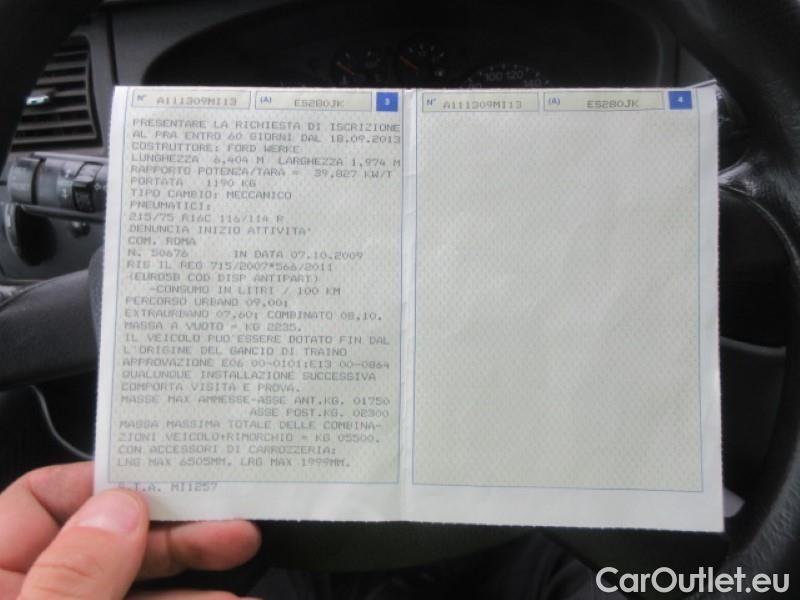 N° A111309MI13 (A) ES280JK 3
PRESENTARE LA RICHIESTA DI ISCRIZIONE
AL PRA ENTRO 60 GIORNI DAL 18.09.2013
COSTRUTTORE: FORD WERKE
LUNGHEZZA 6,404 M LARGHEZZA 1,974 M
RAPPORTO POTENZA/TARA = 39,827 KW/T
PORTATA 1190 KG
TIPO CAMBIO: MECCANICO
PNEUMATICI:
215/75 R16C 116/114 R
DENUNCIA INIZIO ATTIVITA'
COM. ROMA
N. 50676 IN DATA 07.10.2009
RIS IL REG 715/2007*566/2011
(EURO5B COD DISP ANTIPART)
-CONSUMO IN LITRI / 100 KM
PERCORSO URBANO 09,00;
EXTRAURBANO 07,60; COMBINATO 08,10.
MASSA A VUOTO = KG 2235.
IL VEICOLO PUO'ESSERE DOTATO FIN DAL
L'ORIGINE DEL GANCIO DI TRAINO
APPROVAZIONE E06 00-0101;E13 00-0864
QUALUNQUE INSTALLAZIONE SUCCESSIVA
COMPORTA VISITA E PROVA.
MASSE MAX AMMESSE-ASSE ANT.KG. 01750
ASSE POST.KG. 02300
MASSA MASSIMA TOTALE DELLE COMBINA-
ZIONI VEICOLO+RIMORCHIO = KG 05500.
CON ACCESSORI DI CARROZZERIA:
LNG MAX 6505MM, LRG MAX 1999MM.
S.T.A. MI1257
N° A111309MI13 (A) ES280JK 4
100 120 140
CarOutlet.eu